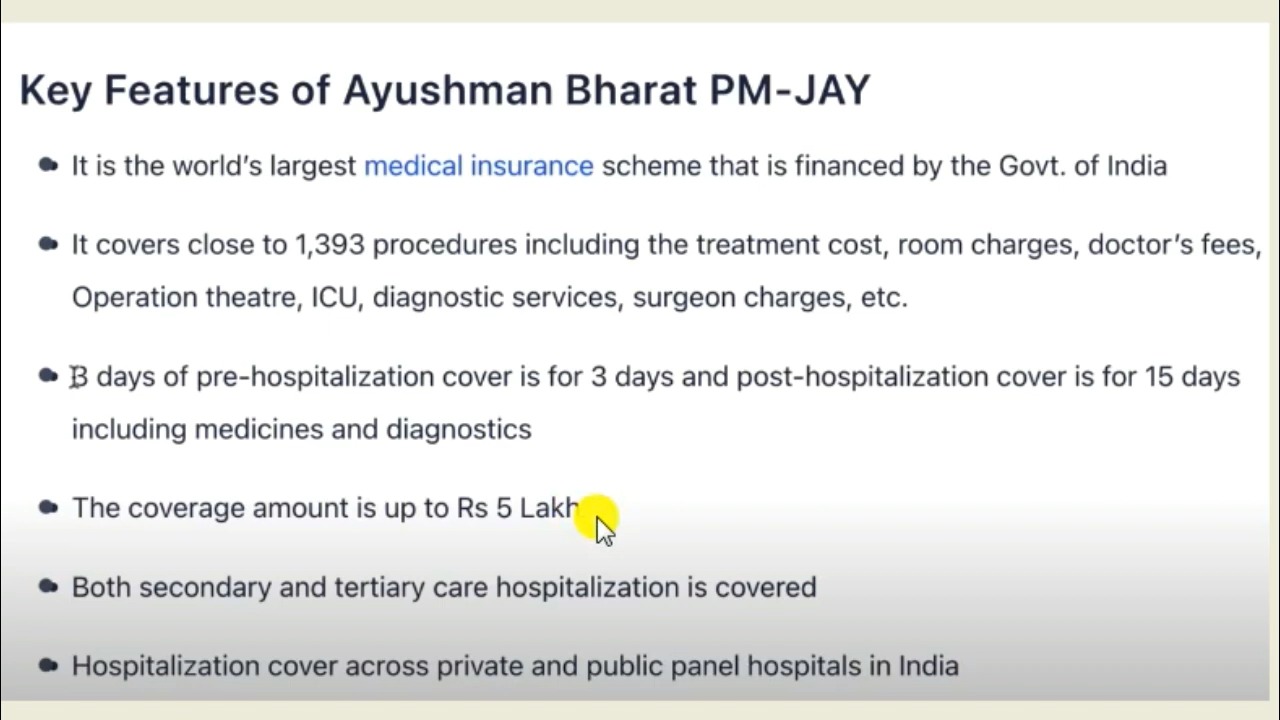 Key Features of Ayushman Bharat PM-JAY
It is the world's largest medical insurance scheme that is financed by the Govt. of India
It covers close to 1,393 procedures including the treatment cost, room charges, doctor's fees,
Operation theatre, ICU, diagnostic services, surgeon charges, etc.
3 days of pre-hospitalization cover is for 3 days and post-hospitalization cover is for 15 days
including medicines and diagnostics
The coverage amount is up to Rs 5 Lakh
Both secondary and tertiary care hospitalization is covered
Hospitalization cover across private and public panel hospitals in India